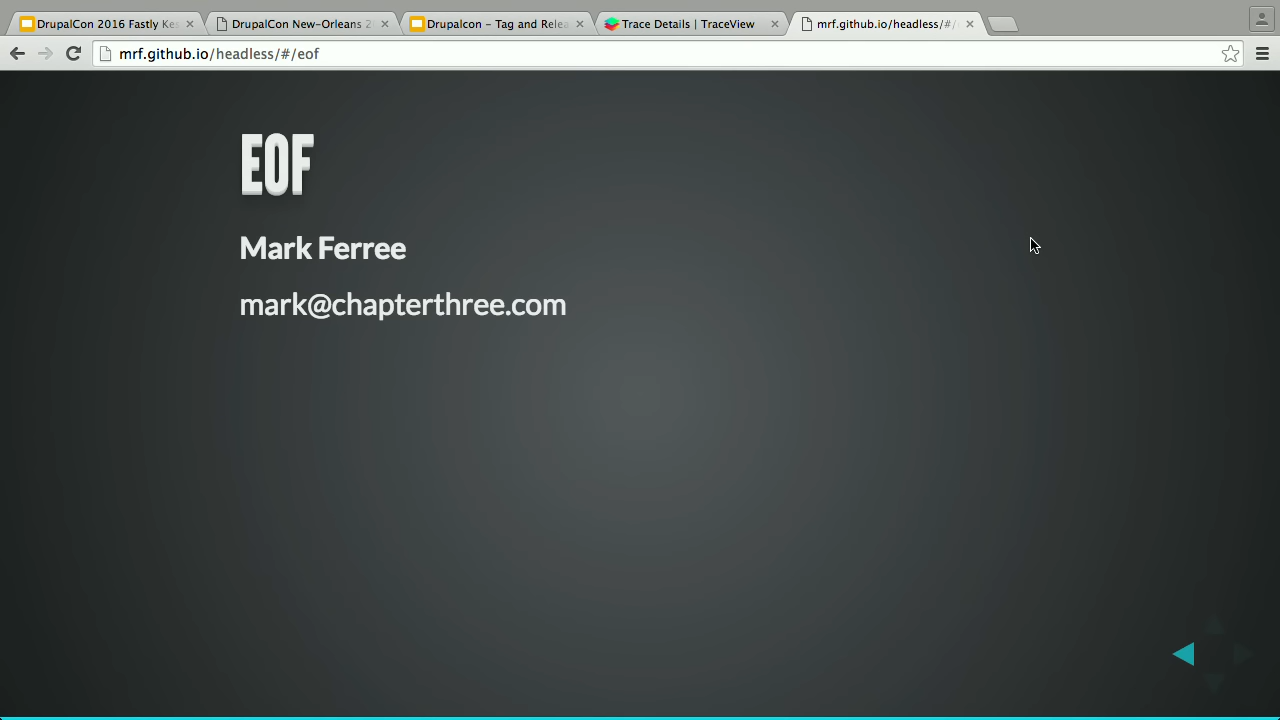 DrupalCon 2016 Fastly Ke
DrupalCon New-Orleans 2
Drupalcon - Tag and Relea
Trace Details | TraceView
mrf.github.io/headless/#/
mrf.github.io/headless/#/eof
EOF
Mark Ferree
mark@chapterthree.com